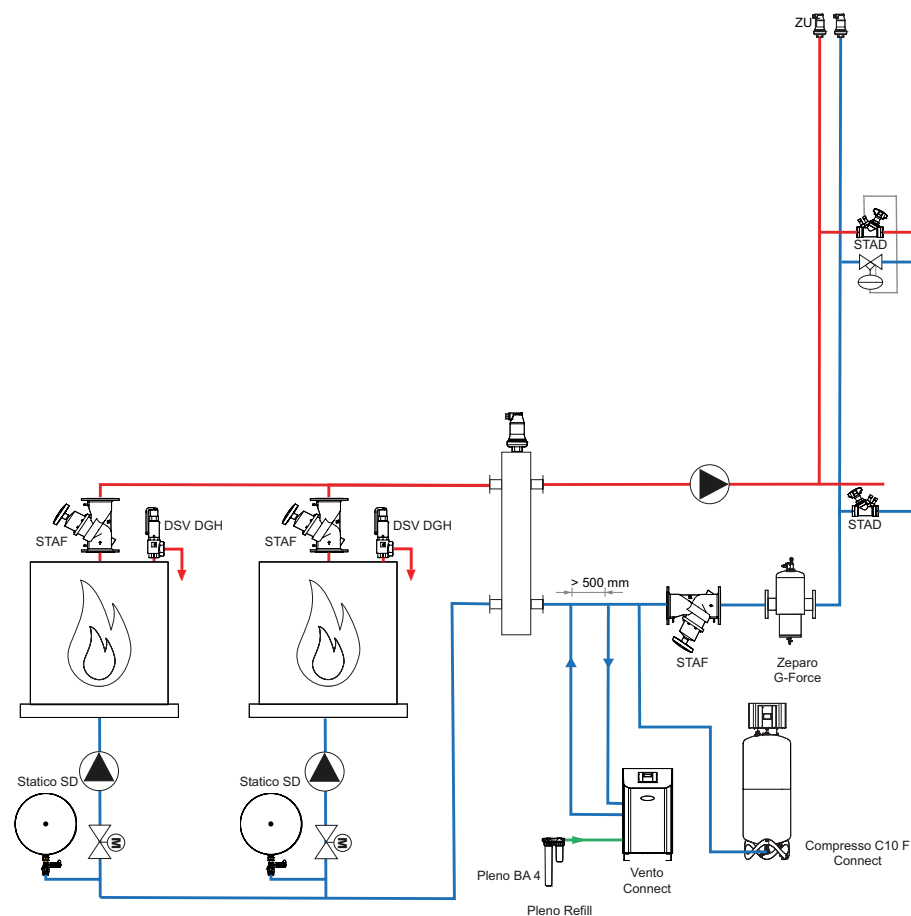 ZU
STAD
STAD
STAF
DSV DGH
STAF
DSV DGH
> 500 mm
STAF
Zeparo
G-Force
Statico SD
Statico SD
M
M
Pleno BA 4
Pleno Refill
Vento
Connect
Compresso C10 F
Connect